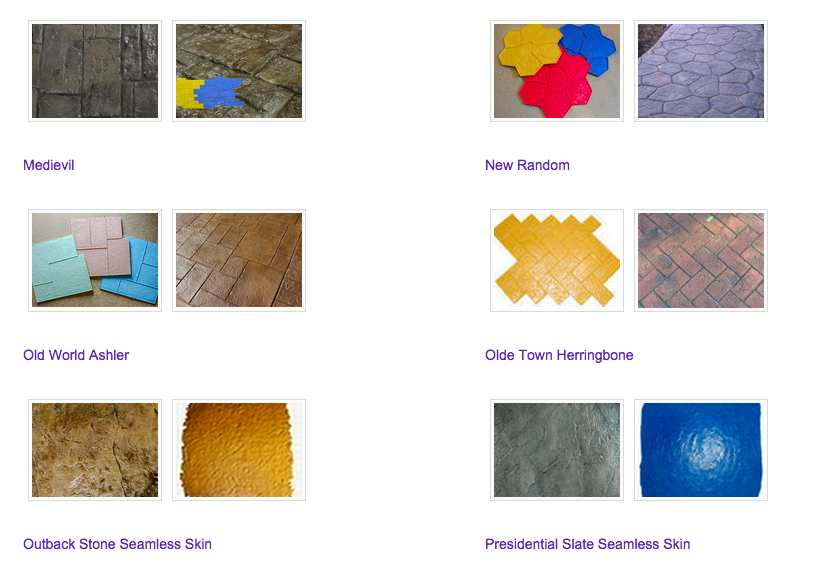 Medievil
New Random
Old World Ashler
Olde Town Herringbone
Outback Stone Seamless Skin
Presidential Slate Seamless Skin